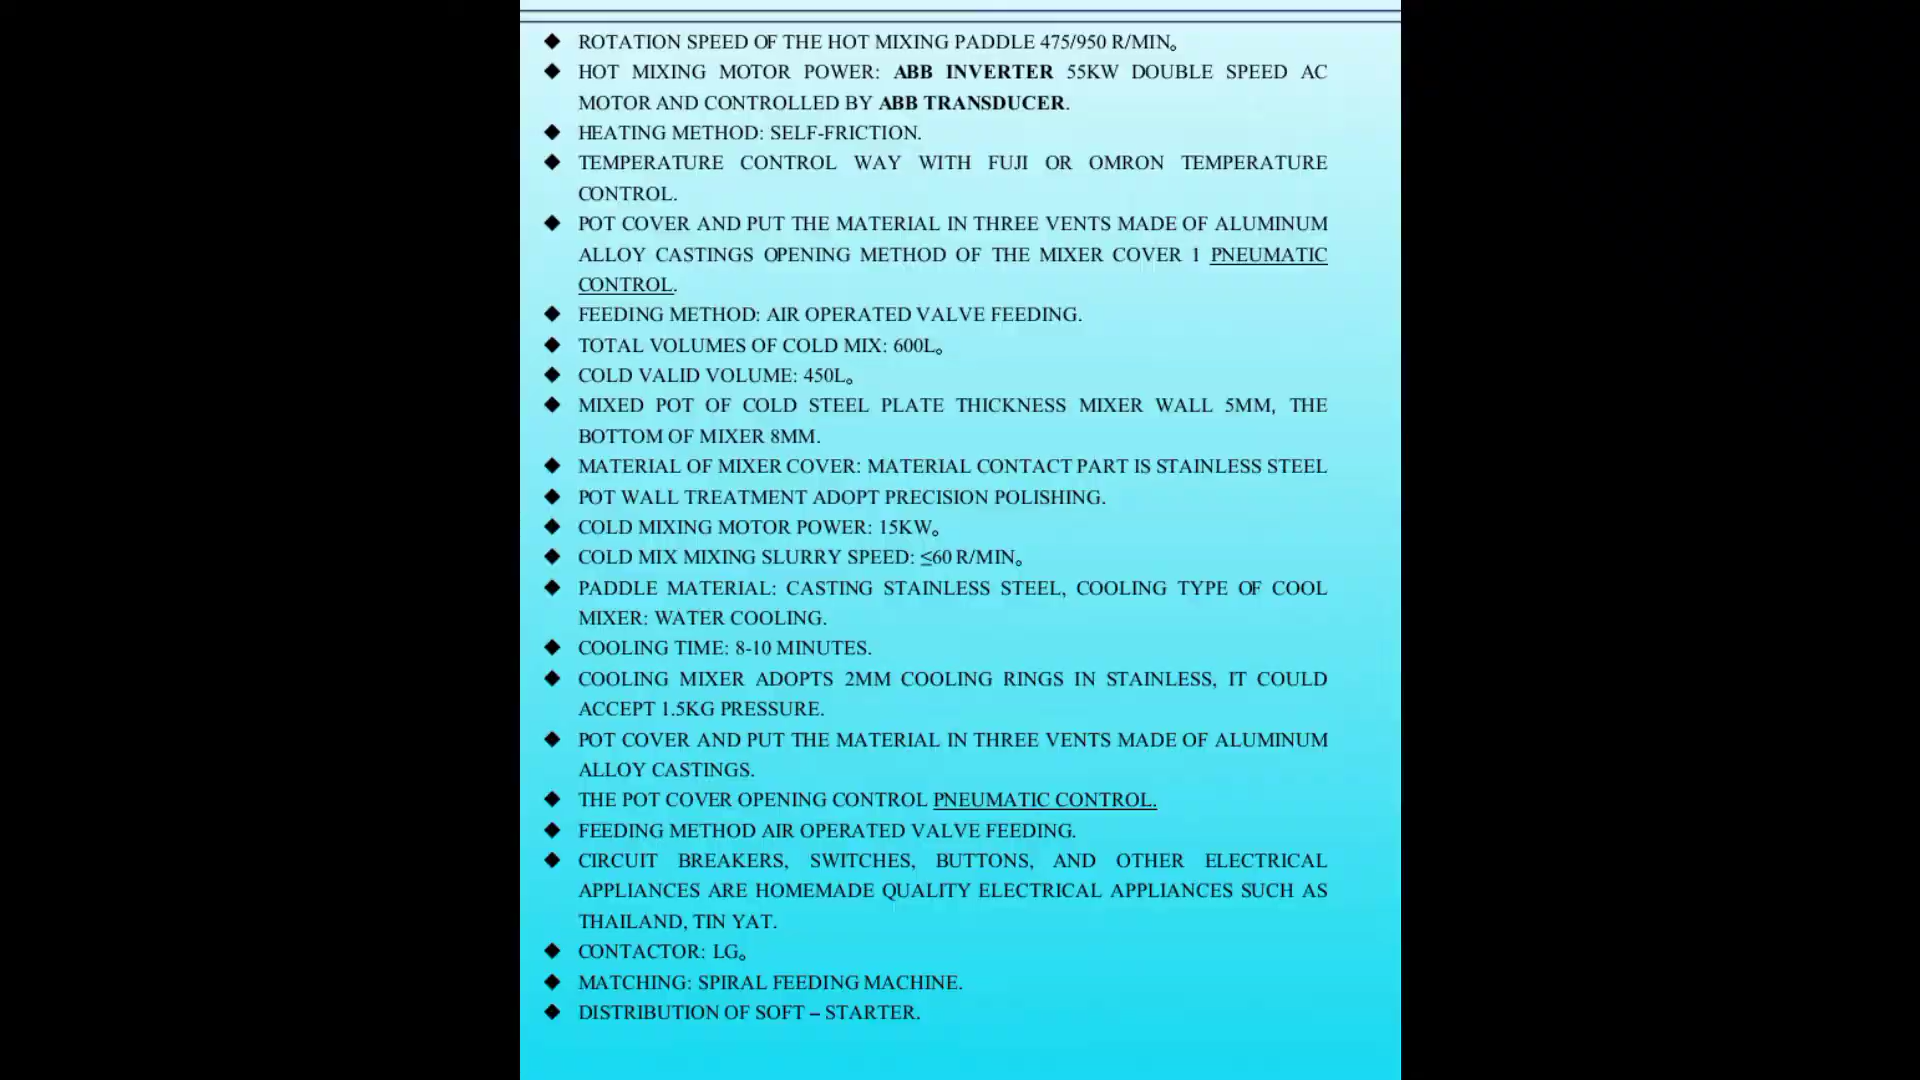 ◆ ROTATION SPEED OF THE HOT MIXING PADDLE 475/950 R/MIN。
◆ HOT MIXING MOTOR POWER: ABB INVERTER 55KW DOUBLE SPEED AC
MOTOR AND CONTROLLED BY ABB TRANSDUCER.
◆ HEATING METHOD: SELF-FRICTION.
◆ TEMPERATURE CONTROL WAY WITH FUJI OR OMRON TEMPERATURE
CONTROL.
◆ POT COVER AND PUT THE MATERIAL IN THREE VENTS MADE OF ALUMINUM
ALLOY CASTINGS OPENING METHOD OF THE MIXER COVER 1 PNEUMATIC
CONTROL.
◆ FEEDING METHOD: AIR OPERATED VALVE FEEDING.
◆ TOTAL VOLUMES OF COLD MIX: 600L。
◆ COLD VALID VOLUME: 450L。
◆ MIXED POT OF COLD STEEL PLATE THICKNESS MIXER WALL 5MM, THE
BOTTOM OF MIXER 8MM.
◆ MATERIAL OF MIXER COVER: MATERIAL CONTACT PART IS STAINLESS STEEL
◆ POT WALL TREATMENT ADOPT PRECISION POLISHING.
◆ COLD MIXING MOTOR POWER: 15KW。
◆ COLD MIX MIXING SLURRY SPEED: ≤60 R/MIN。
◆ PADDLE MATERIAL: CASTING STAINLESS STEEL, COOLING TYPE OF COOL
MIXER: WATER COOLING.
◆ COOLING TIME: 8-10 MINUTES.
◆ COOLING MIXER ADOPTS 2MM COOLING RINGS IN STAINLESS, IT COULD
ACCEPT 1.5KG PRESSURE.
◆ POT COVER AND PUT THE MATERIAL IN THREE VENTS MADE OF ALUMINUM
ALLOY CASTINGS.
◆ THE POT COVER OPENING CONTROL PNEUMATIC CONTROL.
◆ FEEDING METHOD AIR OPERATED VALVE FEEDING.
◆ CIRCUIT BREAKERS, SWITCHES, BUTTONS, AND OTHER ELECTRICAL
APPLIANCES ARE HOMEMADE QUALITY ELECTRICAL APPLIANCES SUCH AS
THAILAND, TIN YAT.
◆ CONTACTOR: LG。
◆ MATCHING: SPIRAL FEEDING MACHINE.
◆ DISTRIBUTION OF SOFT – STARTER.